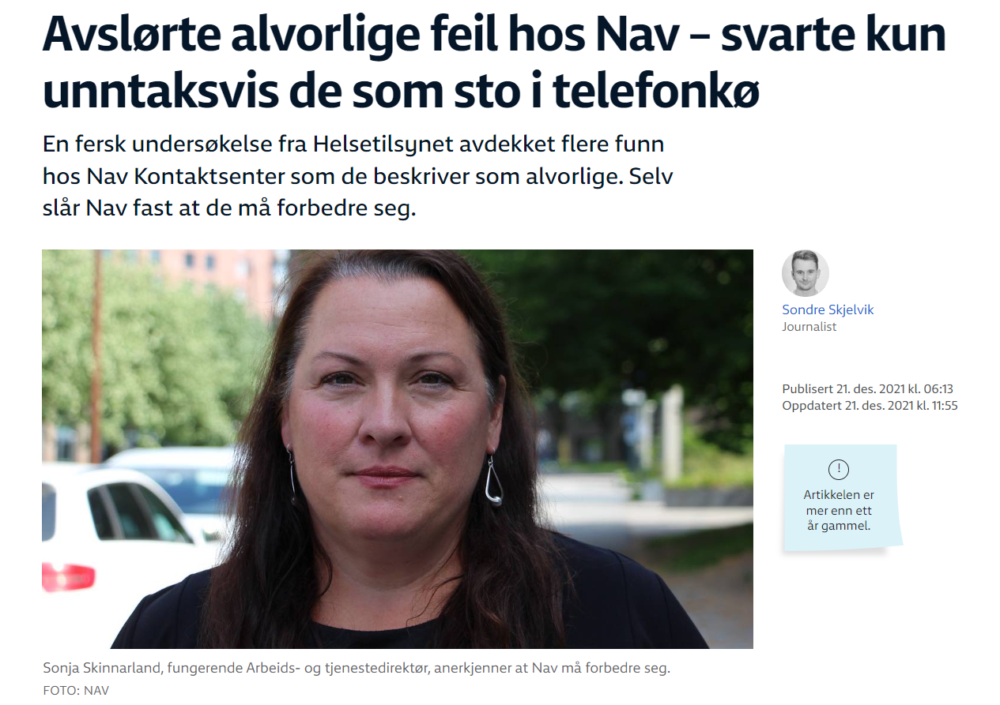 Avslørte alvorlige feil hos Nav – svarte kun
unntaksvis de som sto i telefonkø
En fersk undersøkelse fra Helsetilsynet avdekket flere funn
hos Nav Kontaktsenter som de beskriver som alvorlige. Selv
slår Nav fast at de må forbedre seg.
Sondre Skjelvik
Journalist
Publisert 21. des. 2021 kl. 06:13
Oppdatert 21. des. 2021 kl. 11:55
!
Artikkelen er
mer enn ett
år gammel.
Sonja Skinnarland, fungerende Arbeids- og tjenestedirektør, anerkjenner at Nav må forbedre seg.
FOTO: NAV